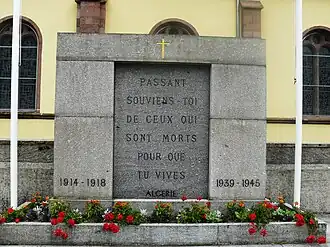 PASSANT
SOUVIENS-TOI
DE CEUX QUI
SONT MORTS
POUR QUE
TU VIVES
1914-1918
ALGERIE
1939-1945